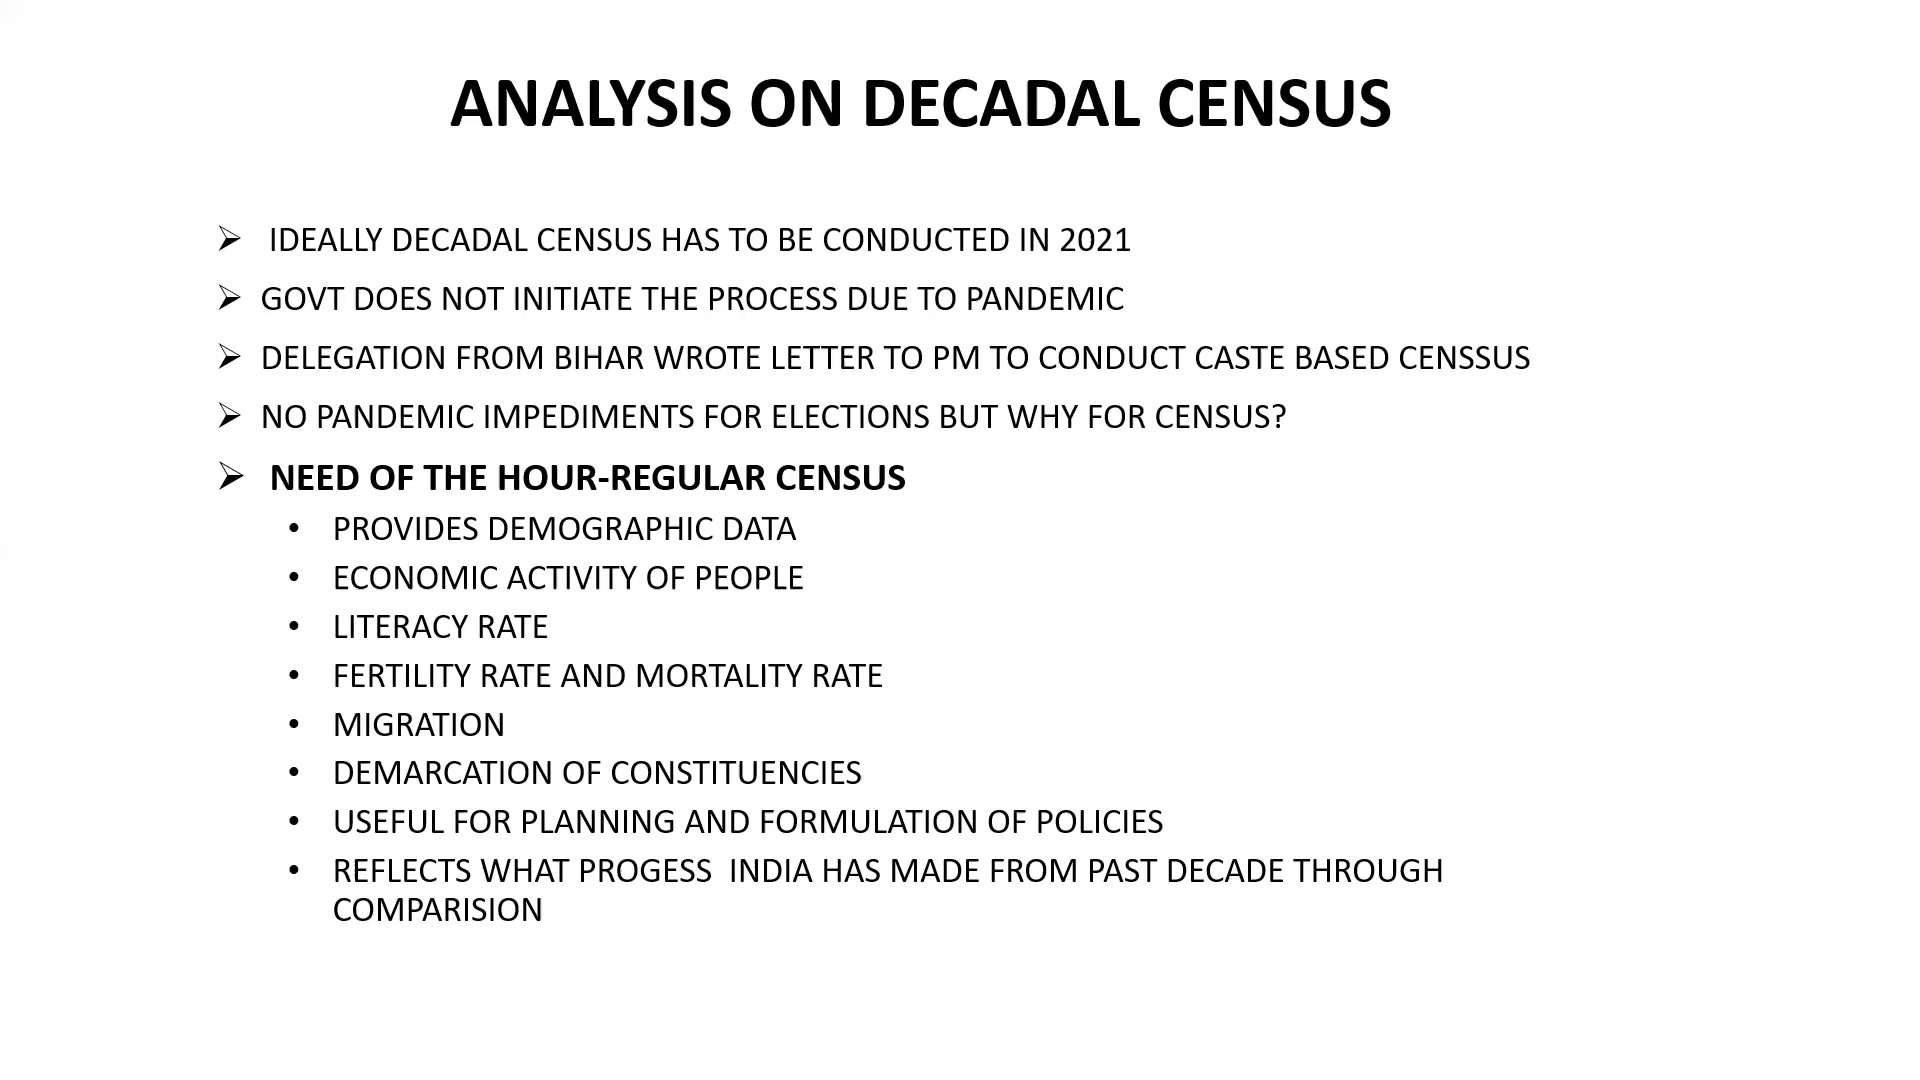 ANALYSIS ON DECADAL CENSUS
➢ IDEALLY DECADAL CENSUS HAS TO BE CONDUCTED IN 2021
➢ GOVT DOES NOT INITIATE THE PROCESS DUE TO PANDEMIC
➢ DELEGATION FROM BIHAR WROTE LETTER TO PM TO CONDUCT CASTE BASED CENSSUS
➢ NO PANDEMIC IMPEDIMENTS FOR ELECTIONS BUT WHY FOR CENSUS?
➢ NEED OF THE HOUR-REGULAR CENSUS
• PROVIDES DEMOGRAPHIC DATA
• ECONOMIC ACTIVITY OF PEOPLE
• LITERACY RATE
• FERTILITY RATE AND MORTALITY RATE
• MIGRATION
• DEMARCATION OF CONSTITUENCIES
• USEFUL FOR PLANNING AND FORMULATION OF POLICIES
• REFLECTS WHAT PROGESS  INDIA HAS MADE FROM PAST DECADE THROUGH
COMPARISION